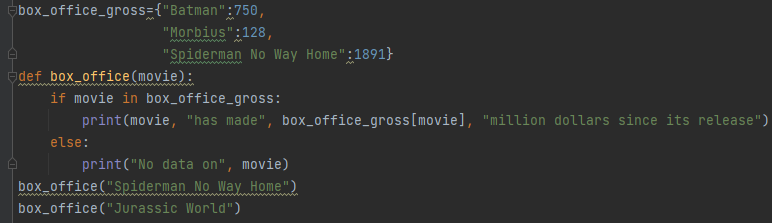 box_office_gross={"Batman":750,
                  "Morbius":128,
                  "Spiderman No Way Home":1891}
def box_office(movie):
    if movie in box_office_gross:
        print(movie, "has made", box_office_gross[movie], "million dollars since its release")
    else:
        print("No data on", movie)
box_office("Spiderman No Way Home")
box_office("Jurassic World")